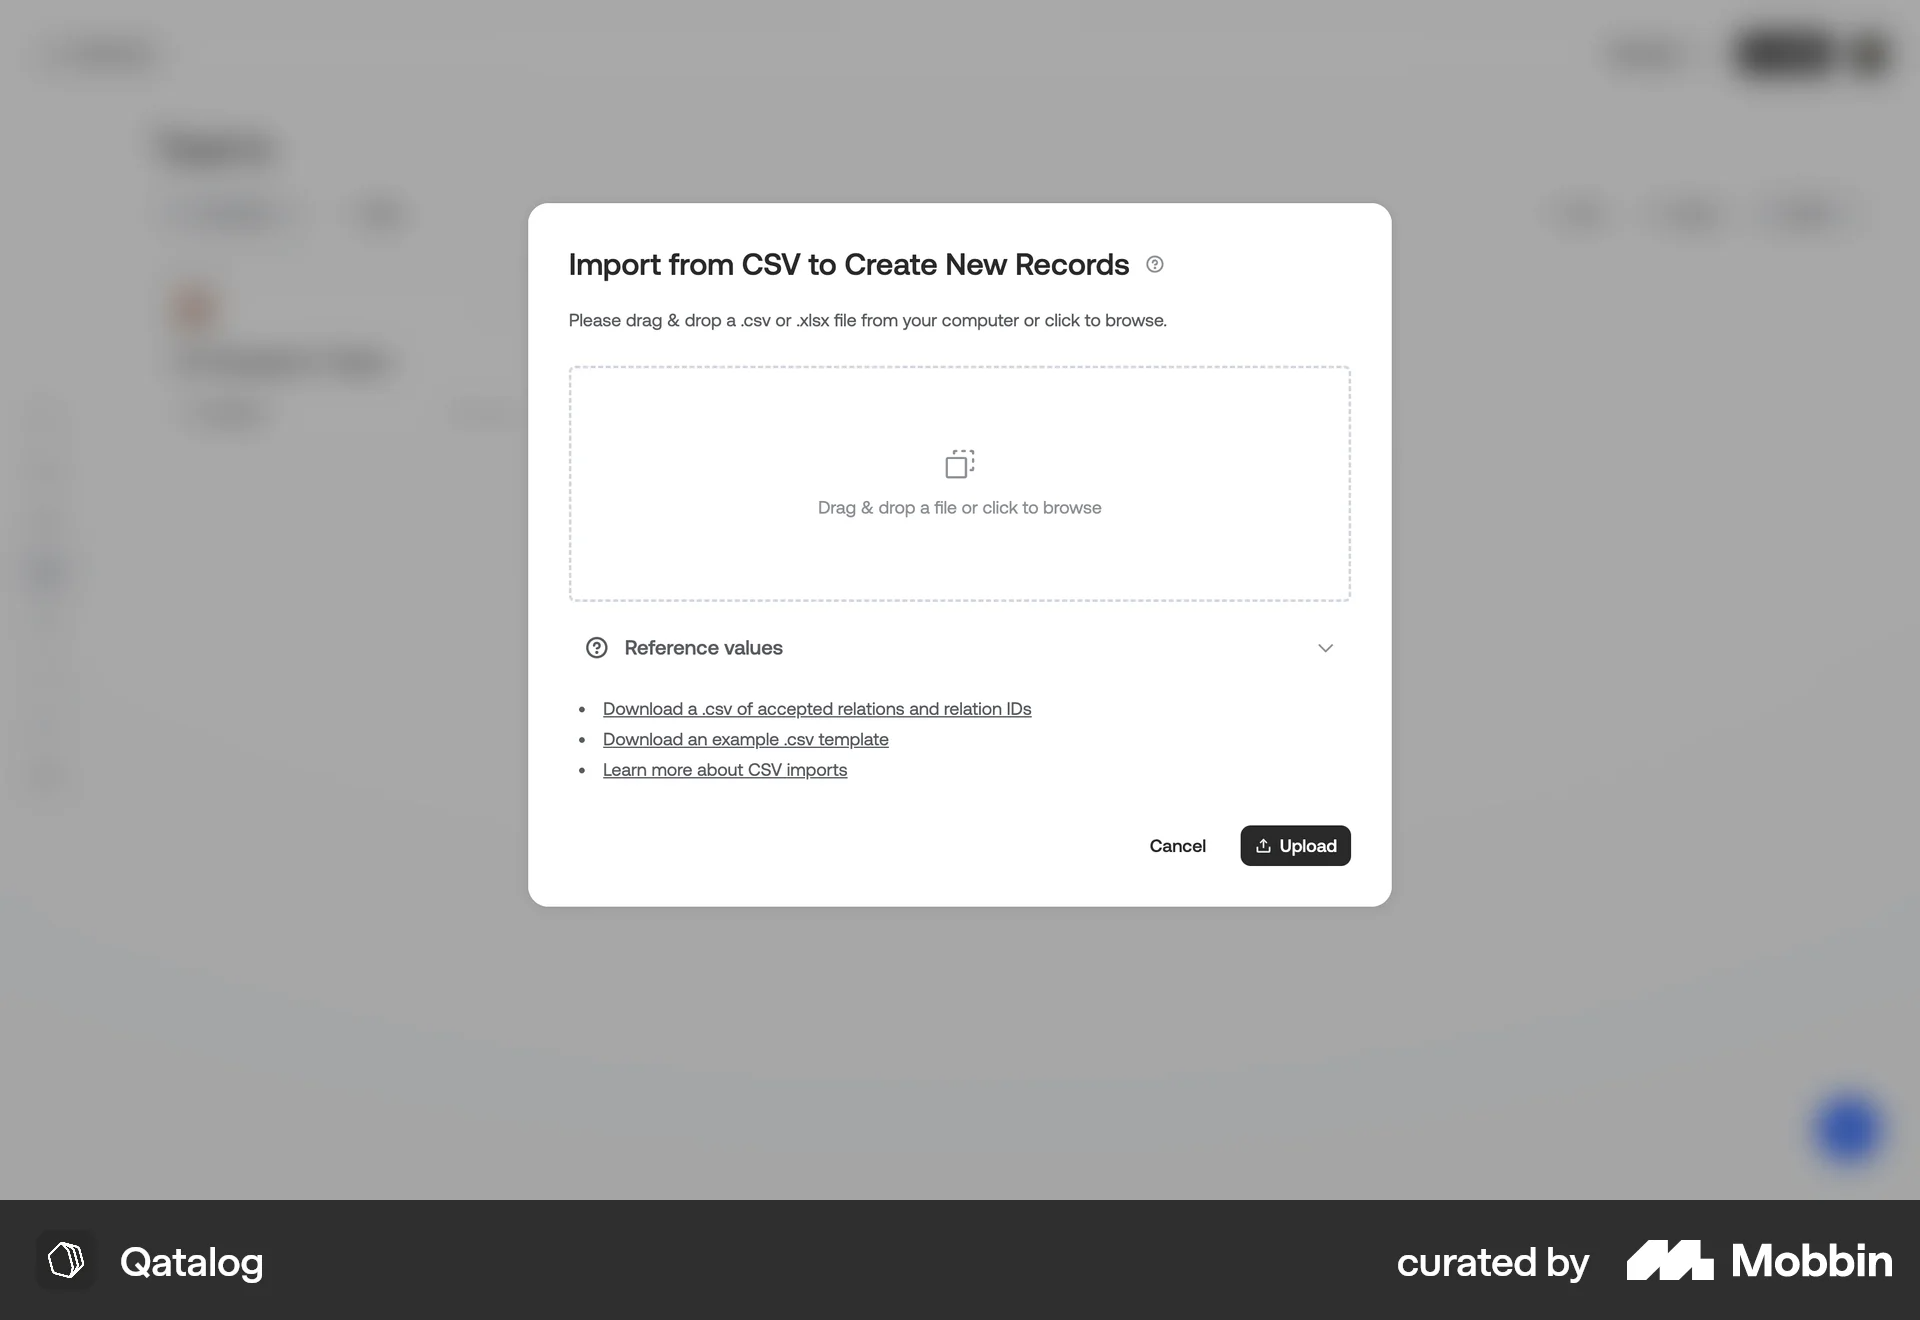 Import from CSV to Create New Records
Please drag & drop a .csv or .xlsx file from your computer or click to browse.
Drag & drop a file or click to browse
Reference values
Download a .csv of accepted relations and relation IDs
Download an example .csv template
Learn more about CSV imports
Cancel
Upload
Qatalog
curated by
Mobbin